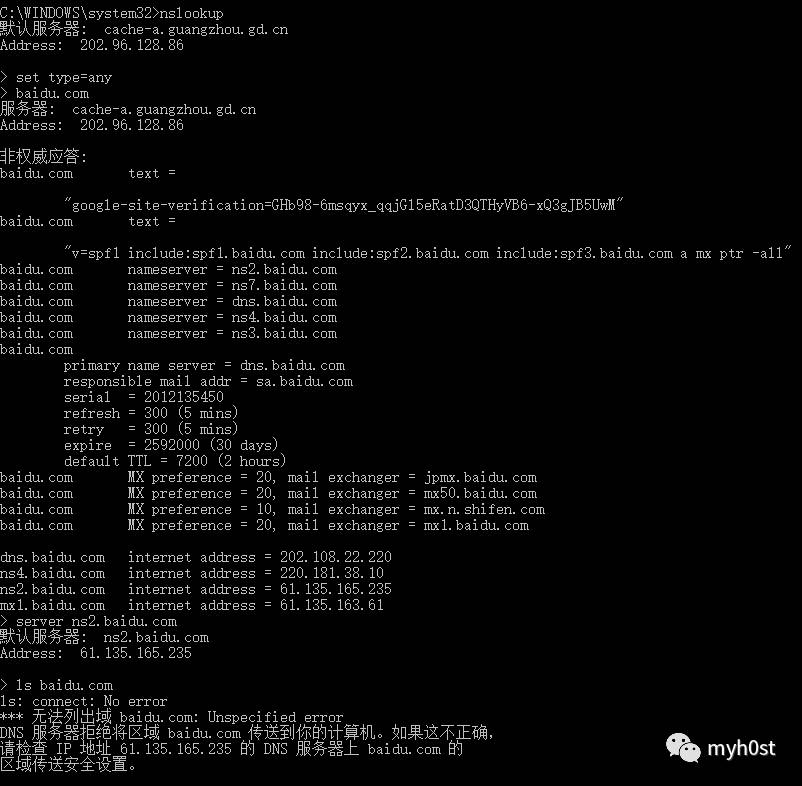 C:\WINDOWS\system32>nslookup
默认服务器:  cache-a.guangzhou.gd.cn
Address:  202.96.128.86
> set type=any
> baidu.com
服务器:  cache-a.guangzhou.gd.cn
Address:  202.96.128.86
非权威应答:
baidu.com       text =
"google-site-verification=GHb98-6msqyx_qqjG15eRatD3QTHyVB6-xQ3gJB5UwM"
baidu.com       text =
"v=spf1 include:spf1.baidu.com include:spf2.baidu.com include:spf3.baidu.com a mx ptr -all"
baidu.com       nameserver = ns2.baidu.com
baidu.com       nameserver = ns7.baidu.com
baidu.com       nameserver = dns.baidu.com
baidu.com       nameserver = ns4.baidu.com
baidu.com       nameserver = ns3.baidu.com
baidu.com
primary name server = dns.baidu.com
responsible mail addr = sa.baidu.com
serial  = 2012135450
refresh = 300 (5 mins)
retry   = 300 (5 mins)
expire  = 2592000 (30 days)
default TTL = 7200 (2 hours)
baidu.com       MX preference = 20, mail exchanger = jpmx.baidu.com
baidu.com       MX preference = 20, mail exchanger = mx50.baidu.com
baidu.com       MX preference = 10, mail exchanger = mx.n.shifen.com
baidu.com       MX preference = 20, mail exchanger = mx1.baidu.com
dns.baidu.com   internet address = 202.108.22.220
ns4.baidu.com   internet address = 220.181.38.10
ns2.baidu.com   internet address = 61.135.165.235
mx1.baidu.com   internet address = 61.135.163.61
> server ns2.baidu.com
默认服务器:  ns2.baidu.com
Address:  61.135.165.235
> ls baidu.com
ls: connect: No error
*** 无法列出域 baidu.com: Unspecified error
DNS 服务器拒绝将区域 baidu.com 传送到你的计算机。如果这不正确，
请检查 IP 地址 61.135.165.235 的 DNS 服务器上 baidu.com 的
区域传送安全设置。
myh0st